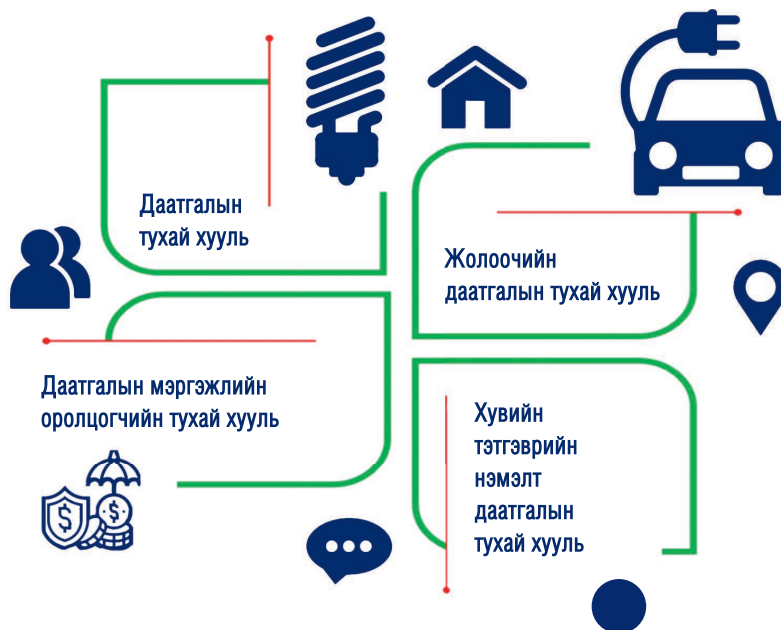 Даатгалын
тухай хууль
Жолоочийн
даатгалын тухай хууль
Даатгалын мэргэжлийн
оролцогчийн тухай хууль
Хувийн
тэтгэврийн
нэмэлт
даатгалын
тухай хууль